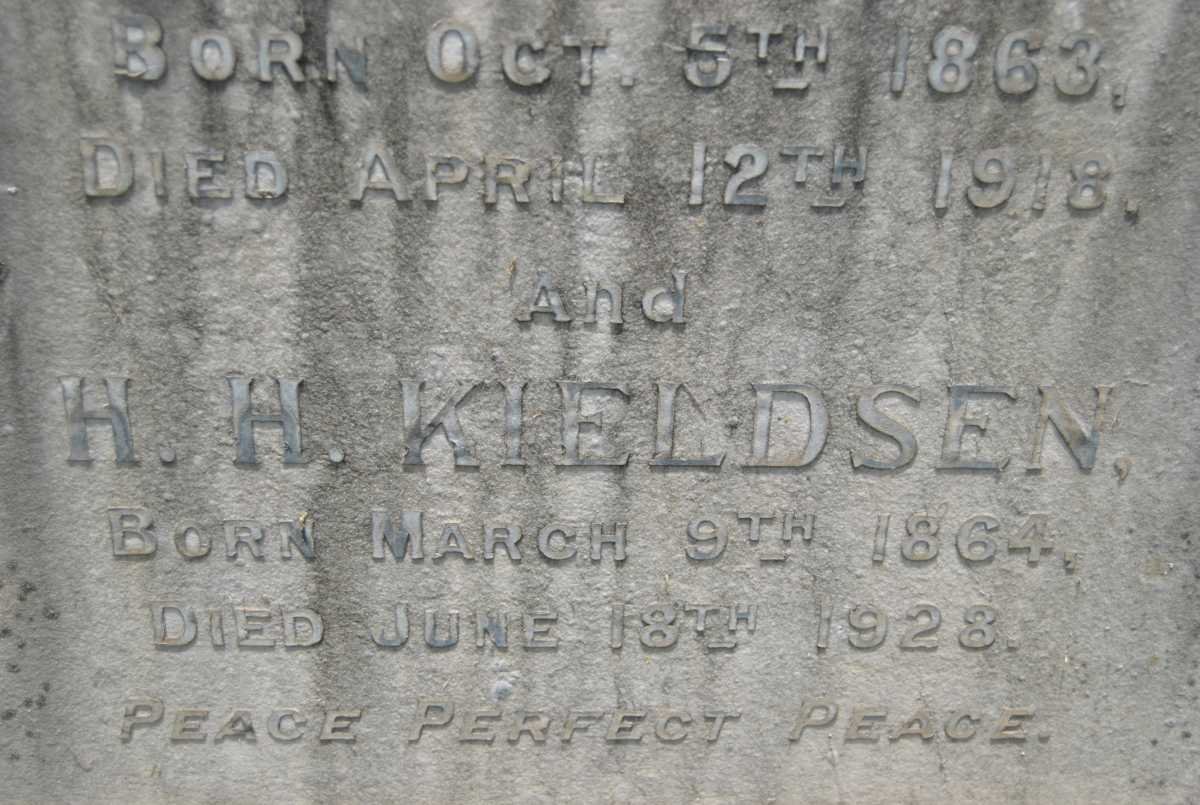 BORN OCT. 5TH 1863,
DIED APRIL 12TH 1918,
And
H. H. KIELDSEN,
BORN MARCH 9TH 1864,
DIED JUNE 18TH 1928.
PEACE PERFECT PEACE.